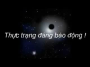 Thực trạng đáng báo động !